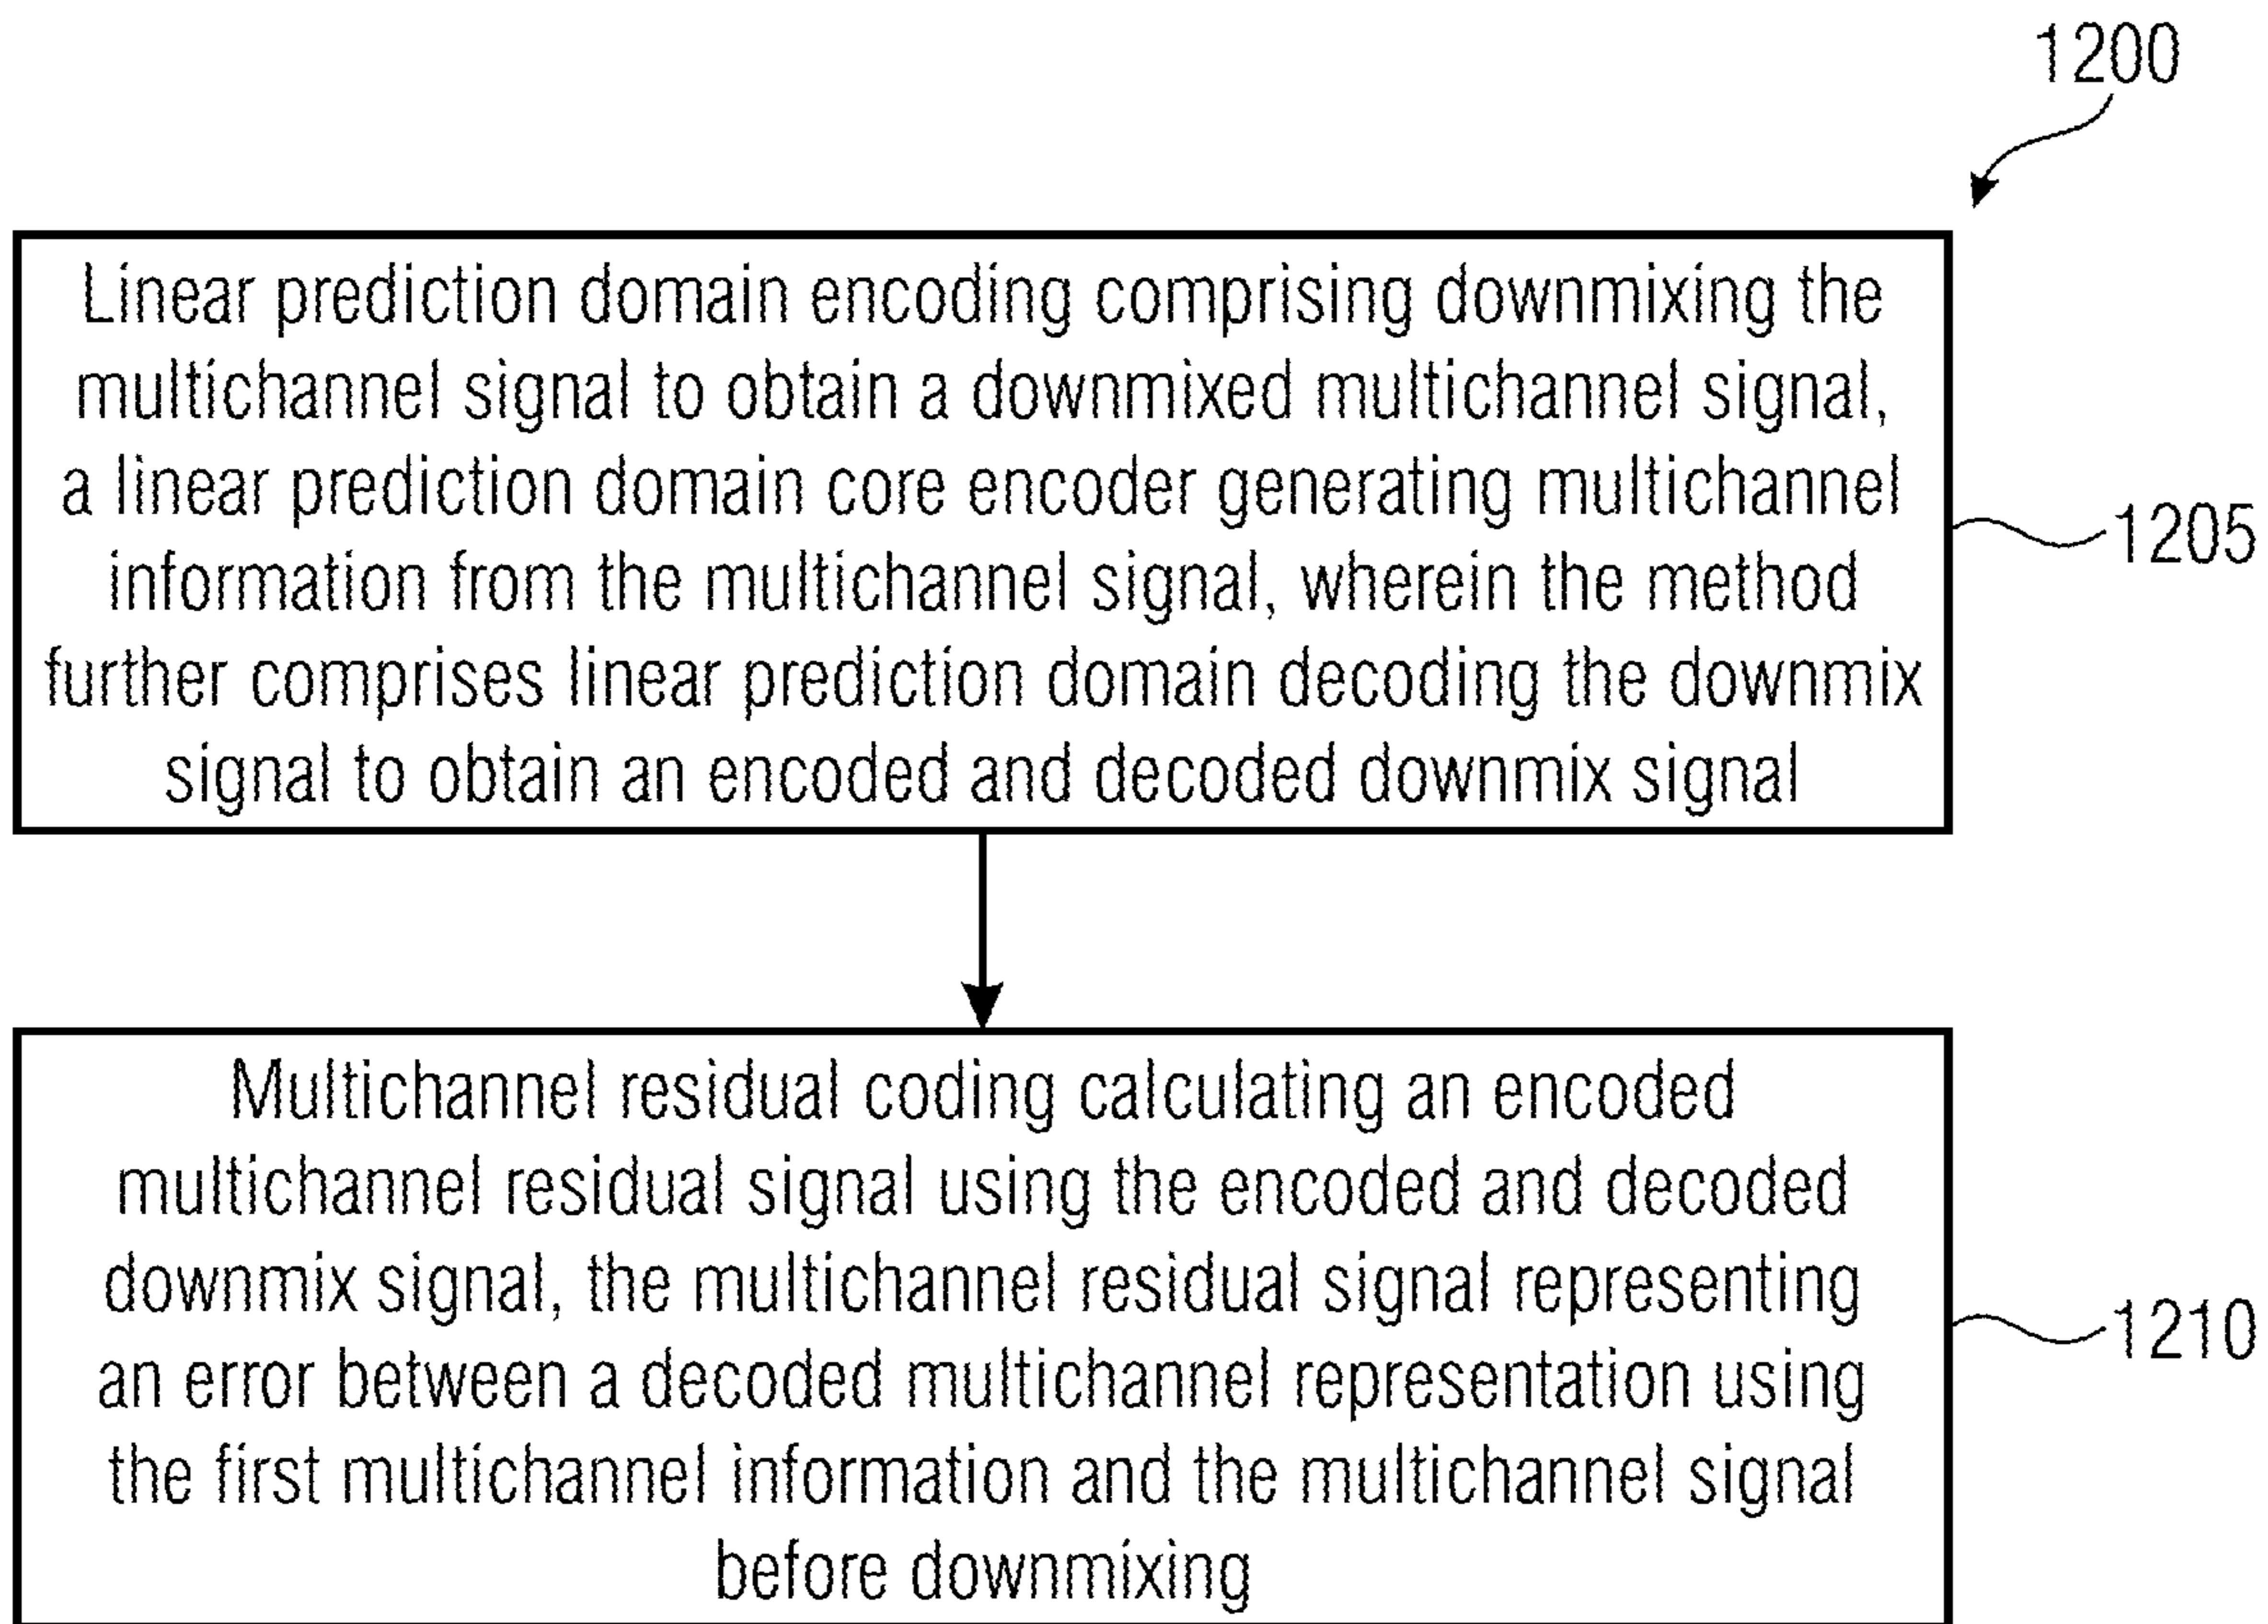 1200
Linear prediction domain encoding comprising downmixing the
multichannel signal to obtain a downmixed multichannel signal,
a linear prediction domain core encoder generating multichannel
information from the multichannel signal, wherein the method
further comprises linear prediction domain decoding the downmix
signal to obtain an encoded and decoded downmix signal
1205
Multichannel residual coding calculating an encoded
multichannel residual signal using the encoded and decoded
downmix signal, the multichannel residual signal representing
an error between a decoded multichannel representation using
the first multichannel information and the multichannel signal
before downmixing
1210